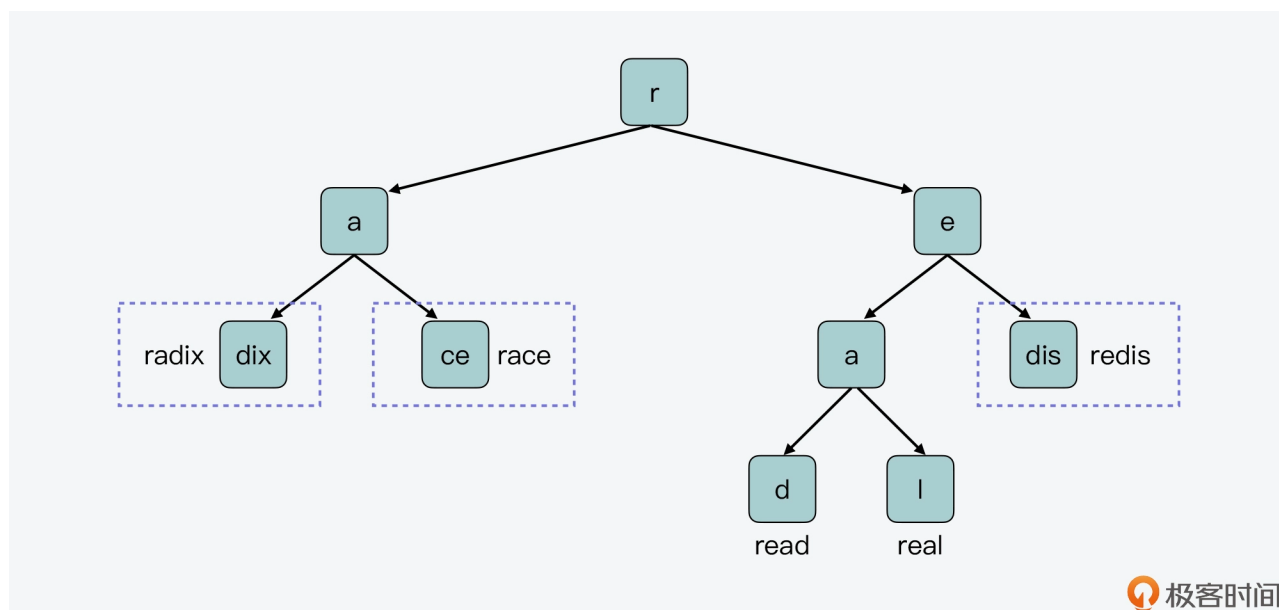 r
a
e
radix dix
ce race
a
dis redis
d
l
read
real
极客时间